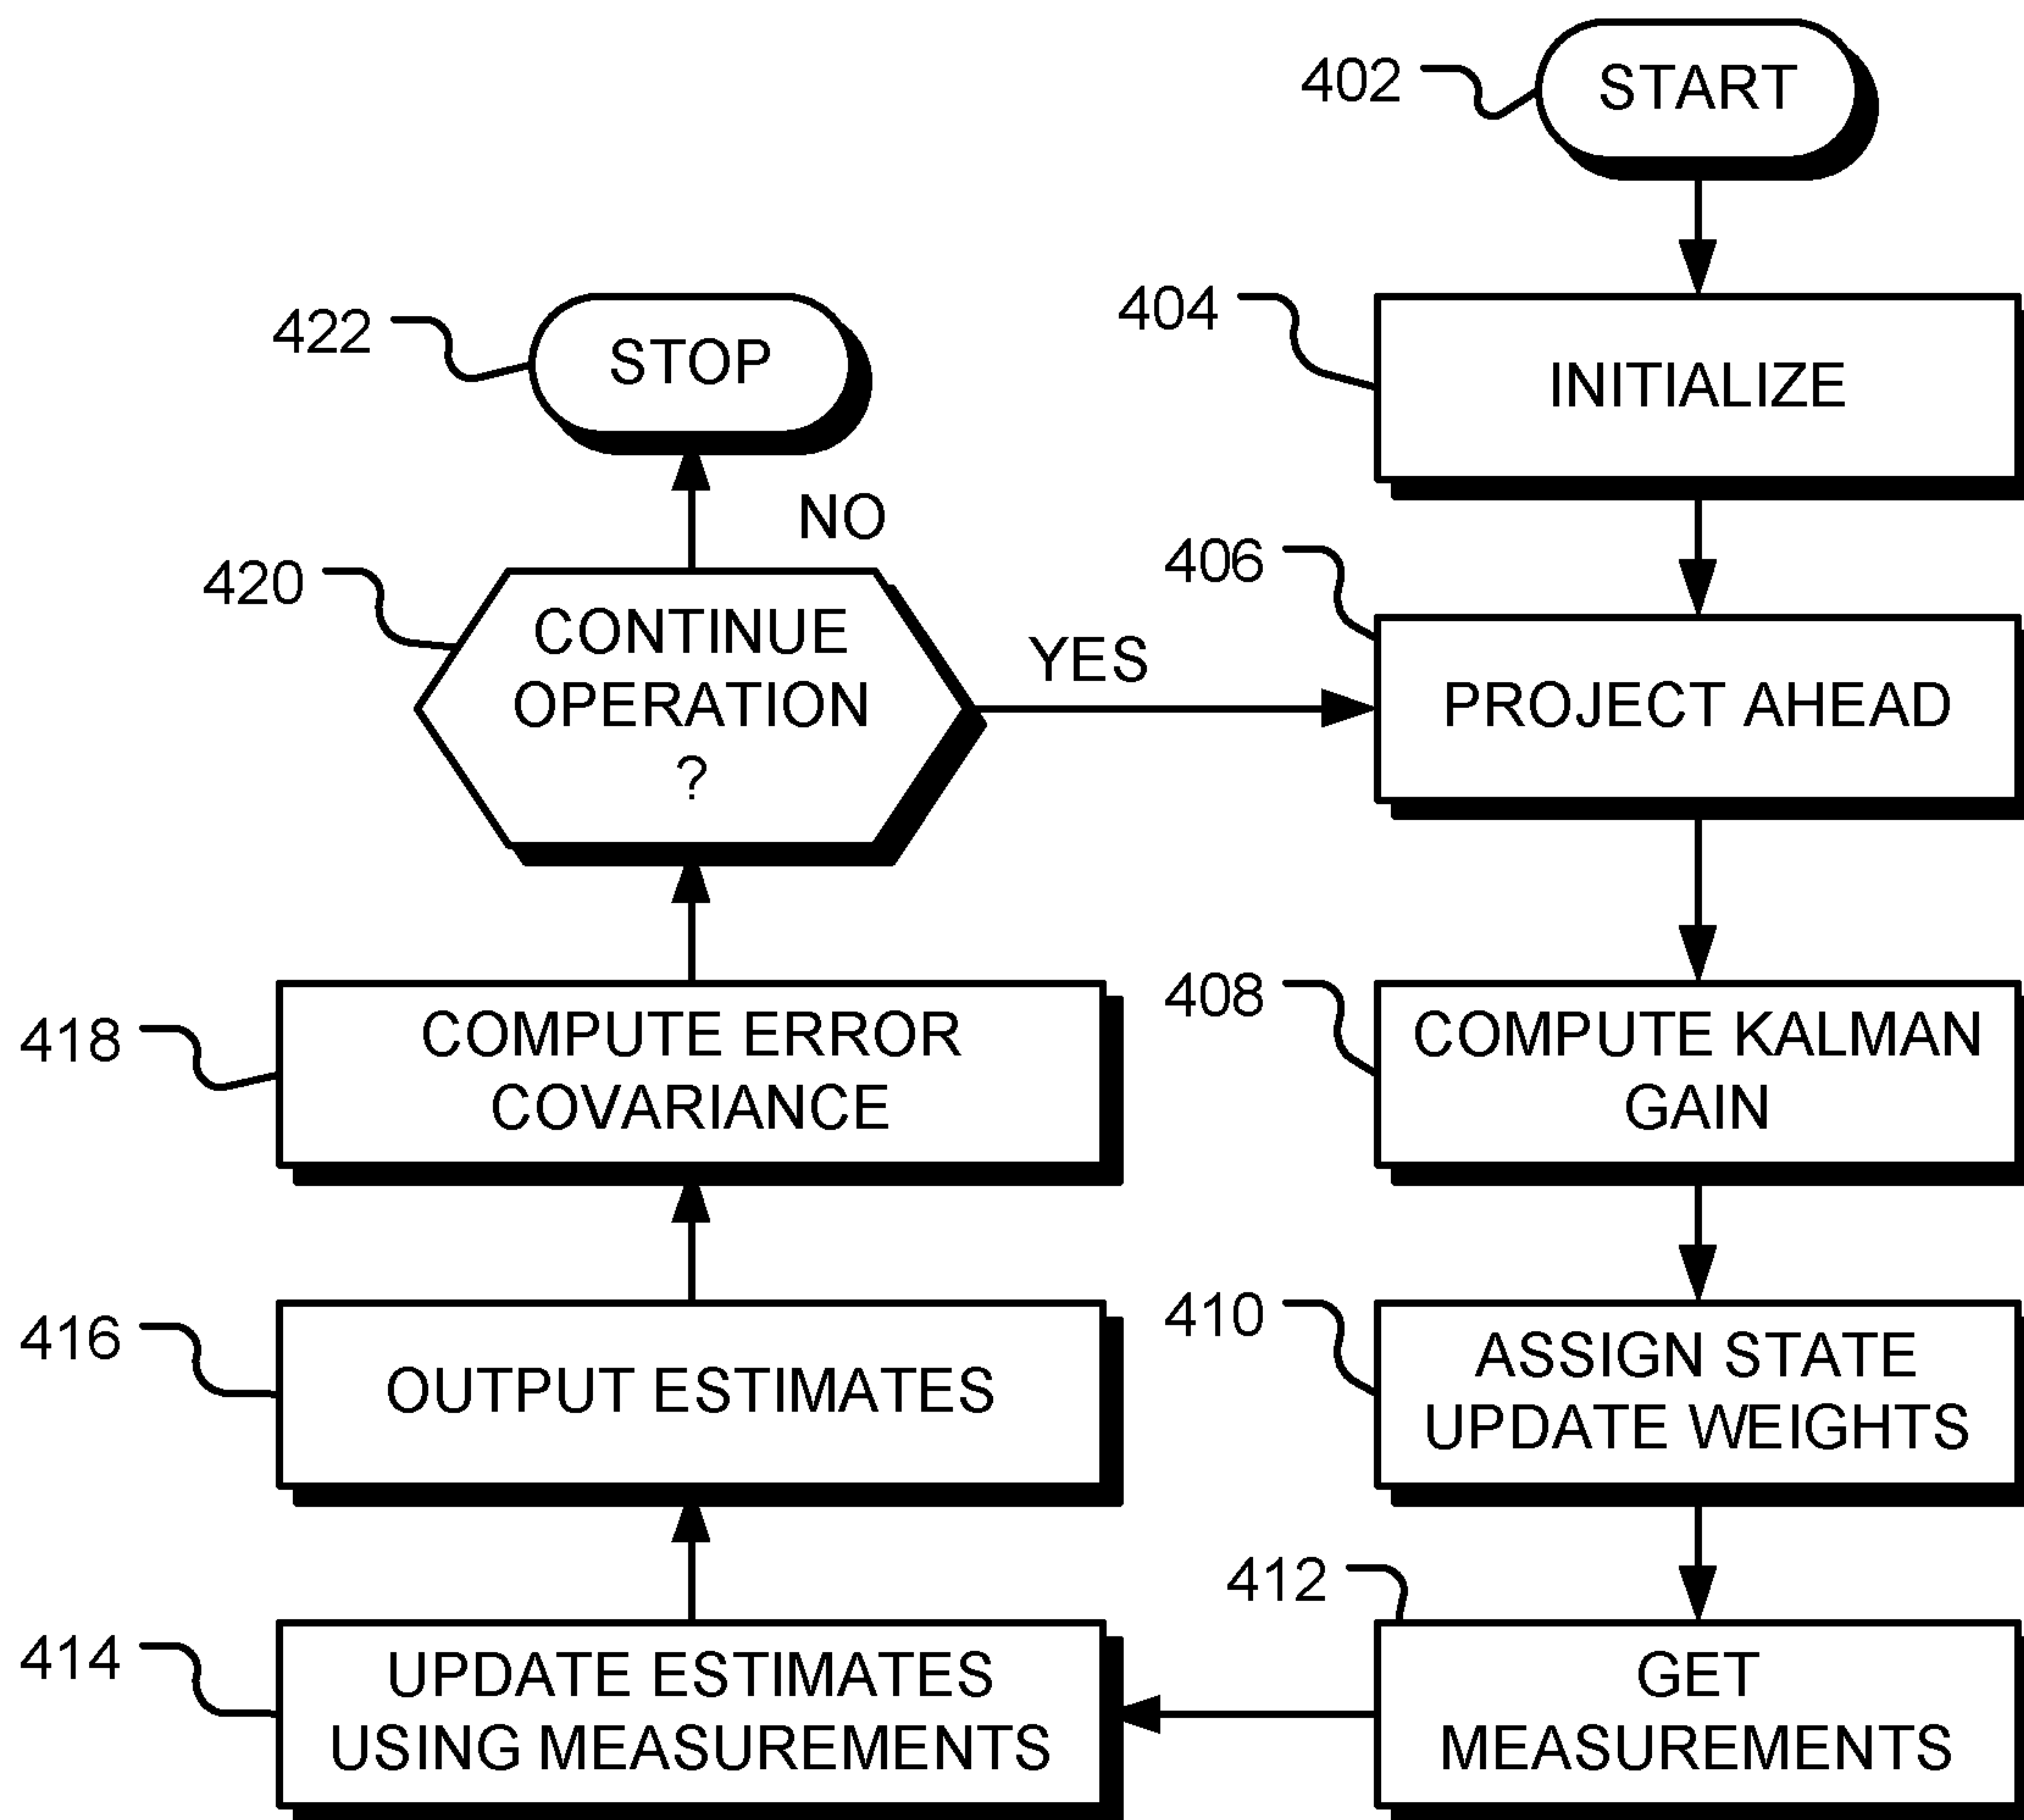 402
START
404
INITIALIZE
406
PROJECT AHEAD
408
COMPUTE KALMAN
GAIN
410
ASSIGN STATE
UPDATE WEIGHTS
412
GET
MEASUREMENTS
414
UPDATE ESTIMATES
USING MEASUREMENTS
416
OUTPUT ESTIMATES
418
COMPUTE ERROR
COVARIANCE
420
CONTINUE
OPERATION
?
YES
NO
422
STOP